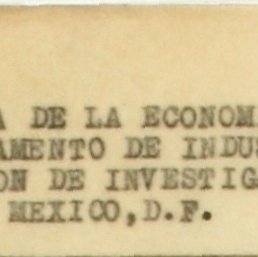 A DE LA ECONOM
AMENTO DE INDUS
ON DE INVESTIG
MEXICO, D.F.